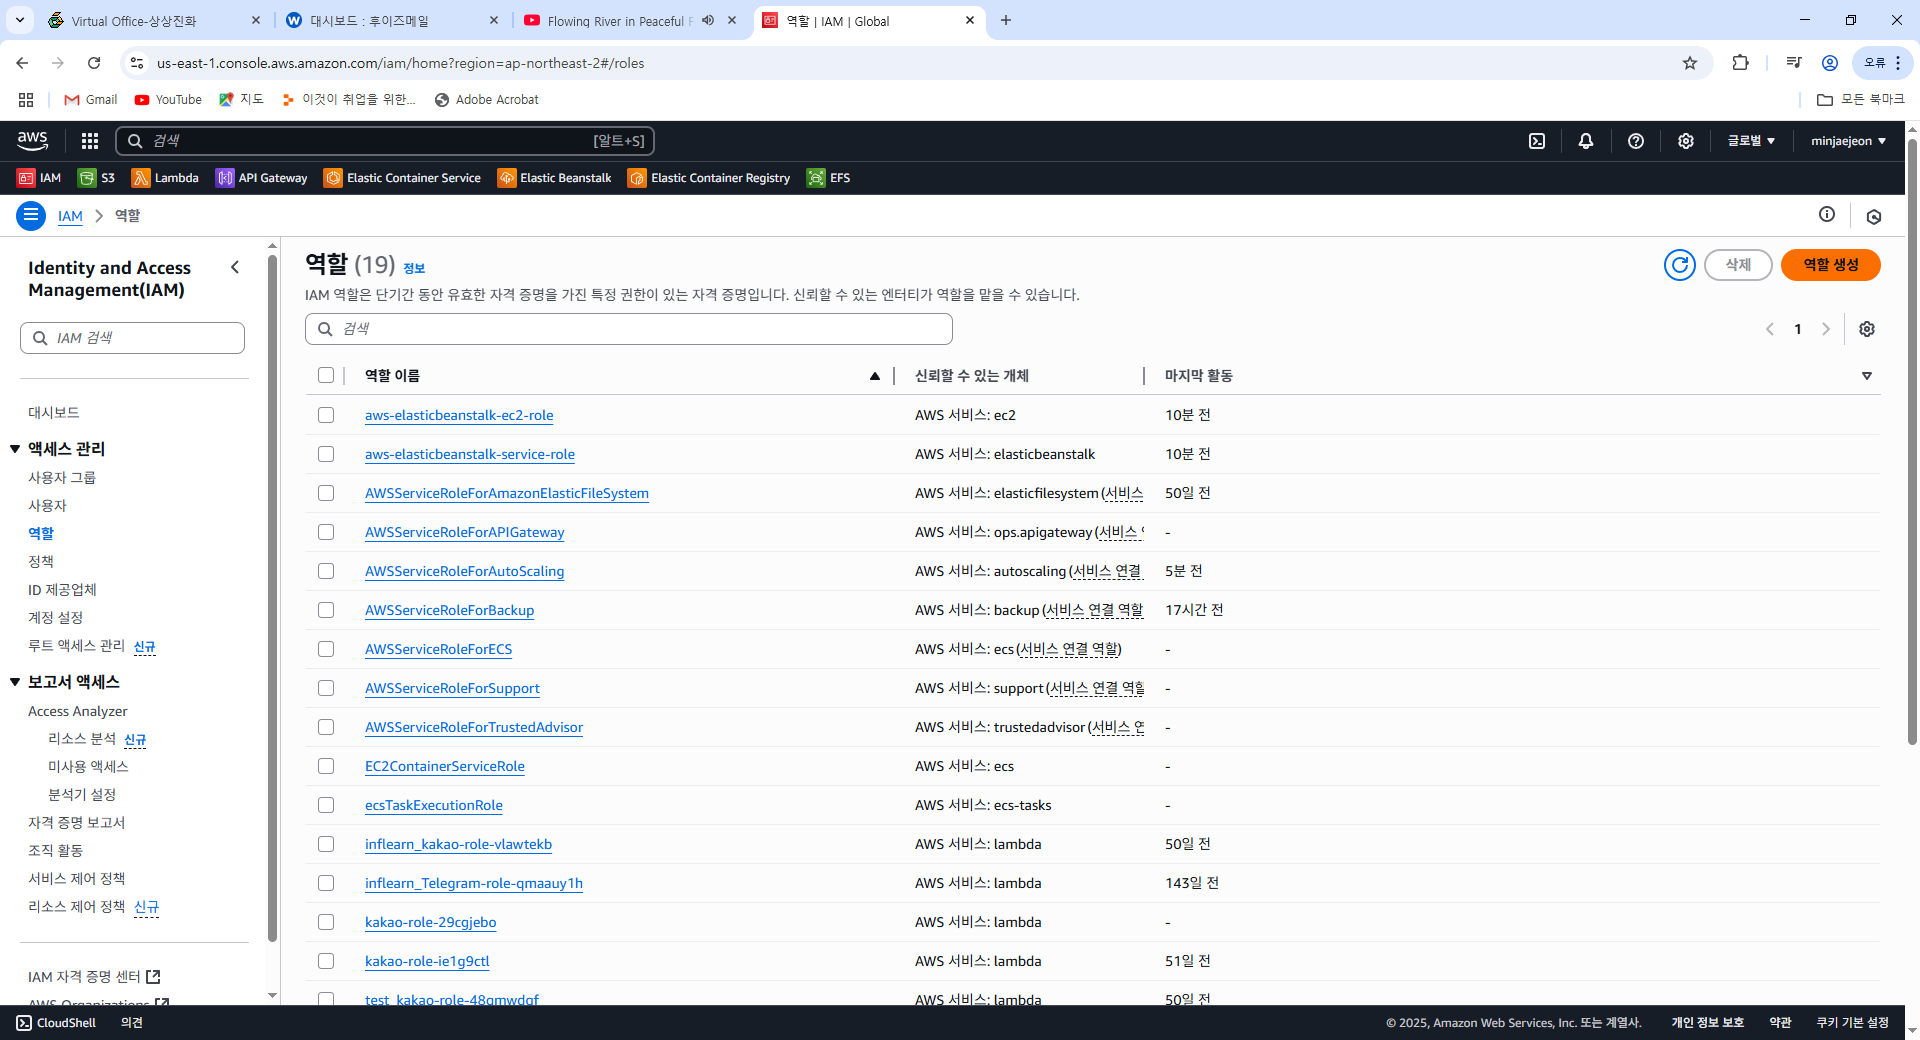 Virtual Office-상상진화
대시보드 : 후이즈메일
Flowing River in Peaceful F
역할 | IAM | Global
us-east-1.console.aws.amazon.com/iam/home?region=ap-northeast-2#/roles
오류
Gmail
YouTube
지도
이것이 취업을 위한...
Adobe Acrobat
모든 북마크
aws
검색
[알트+S]
글로벌
minjaejeon
IAM
S3
Lambda
API Gateway
Elastic Container Service
Elastic Beanstalk
Elastic Container Registry
EFS
IAM
역할
Identity and Access
Management(IAM)
IAM 검색
대시보드
액세스 관리
사용자 그룹
사용자
역할
정책
ID 제공업체
계정 설정
루트 액세스 관리 신규
보고서 액세스
Access Analyzer
리소스 분석 신규
미사용 액세스
분석기 설정
자격 증명 보고서
조직 활동
서비스 제어 정책
리소스 제어 정책 신규
IAM 자격 증명 센터
AWS Organizations
역할 (19) 정보
삭제
역할 생성
IAM 역할은 단기간 동안 유효한 자격 증명을 가진 특정 권한이 있는 자격 증명입니다. 신뢰할 수 있는 엔터티가 역할을 맡을 수 있습니다.
검색
1
역할 이름 신뢰할 수 있는 개체 마지막 활동
aws-elasticbeanstalk-ec2-role AWS 서비스: ec2 10분 전
aws-elasticbeanstalk-service-role AWS 서비스: elasticbeanstalk 10분 전
AWSServiceRoleForAmazonElasticFileSystem AWS 서비스: elasticfilesystem (서비스 50일 전
AWSServiceRoleForAPIGateway AWS 서비스: ops.apigateway (서비스 -
AWSServiceRoleForAutoScaling AWS 서비스: autoscaling (서비스 연결 5분 전
AWSServiceRoleForBackup AWS 서비스: backup (서비스 연결 역할 17시간 전
AWSServiceRoleForECS AWS 서비스: ecs (서비스 연결 역할) -
AWSServiceRoleForSupport AWS 서비스: support (서비스 연결 역할 -
AWSServiceRoleForTrustedAdvisor AWS 서비스: trustedadvisor (서비스 연 -
EC2ContainerServiceRole AWS 서비스: ecs -
ecsTaskExecutionRole AWS 서비스: ecs-tasks -
inflearn_kakao-role-vlawtekb AWS 서비스: lambda 50일 전
inflearn_Telegram-role-qmaauy1h AWS 서비스: lambda 143일 전
kakao-role-29cgjebo AWS 서비스: lambda -
kakao-role-ie1g9ctl AWS 서비스: lambda 51일 전
test_kakao-role-48qmwdqf AWS 서비스: lambda 50일 전
CloudShell
의견
© 2025, Amazon Web Services, Inc. 또는 계열사.
개인 정보 보호
약관
쿠키 기본 설정